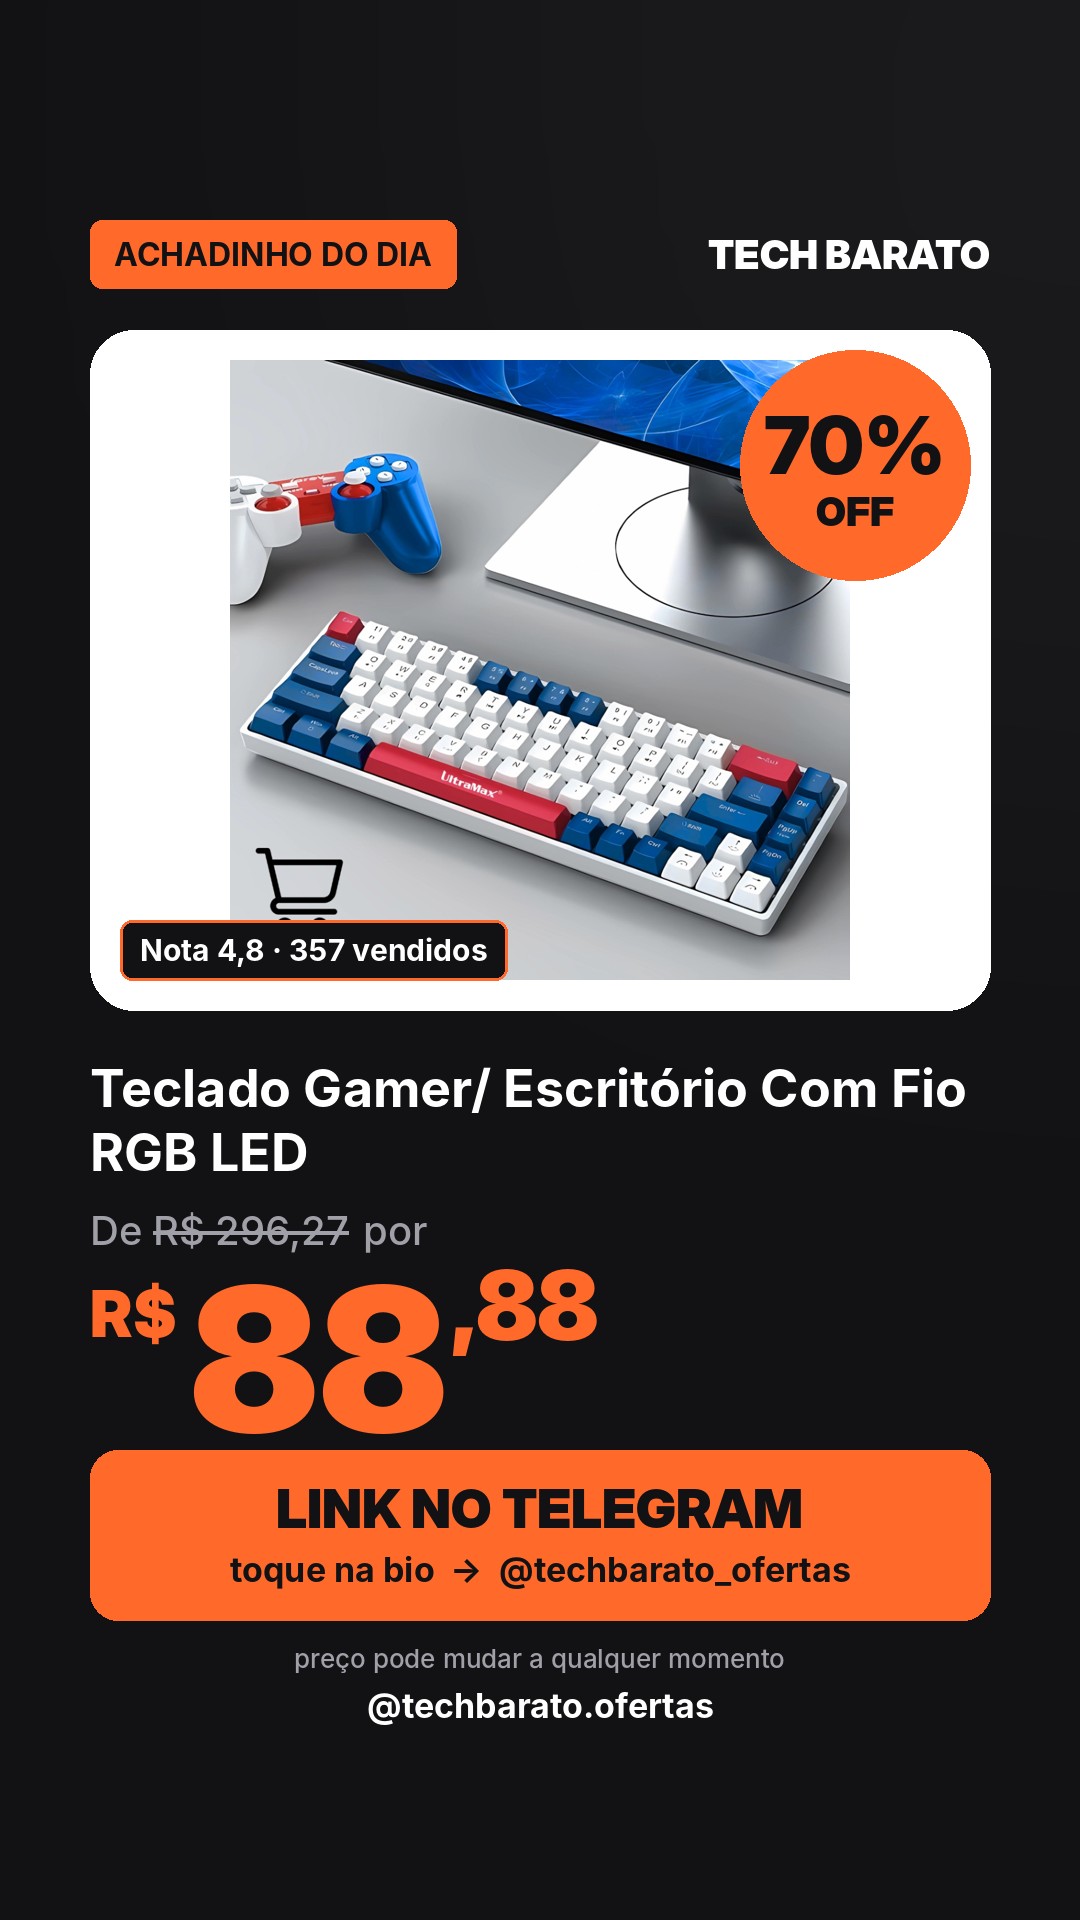 ACHADINHO DO DIA
TECH BARATO
70%
OFF
UltraMax
Nota 4,8 · 357 vendidos
Teclado Gamer/ Escritório Com Fio
RGB LED
De R$ 296,27 por
R$ 88,88
LINK NO TELEGRAM
toque na bio → @techbarato_ofertas
preço pode mudar a qualquer momento
@techbarato.ofertas